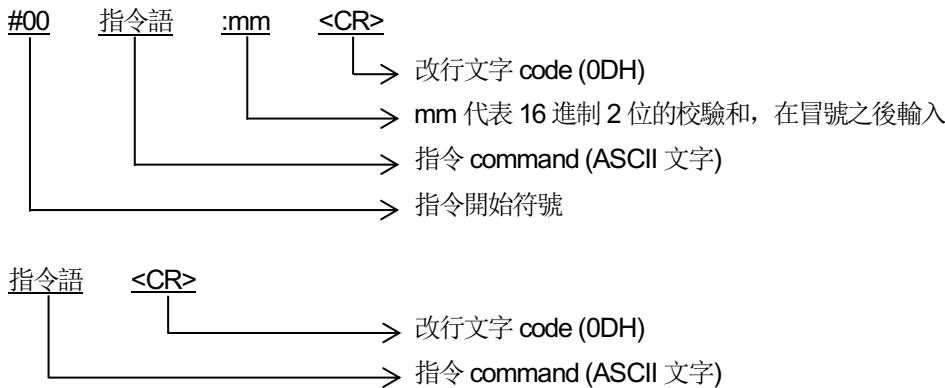 #00 指令語 :mm <CR>
改行文字 code (0DH)
mm 代表 16 進制 2 位的校驗和，在冒號之後輸入
指令 command (ASCII 文字)
指令開始符號
指令語 <CR>
改行文字 code (0DH)
指令 command (ASCII 文字)